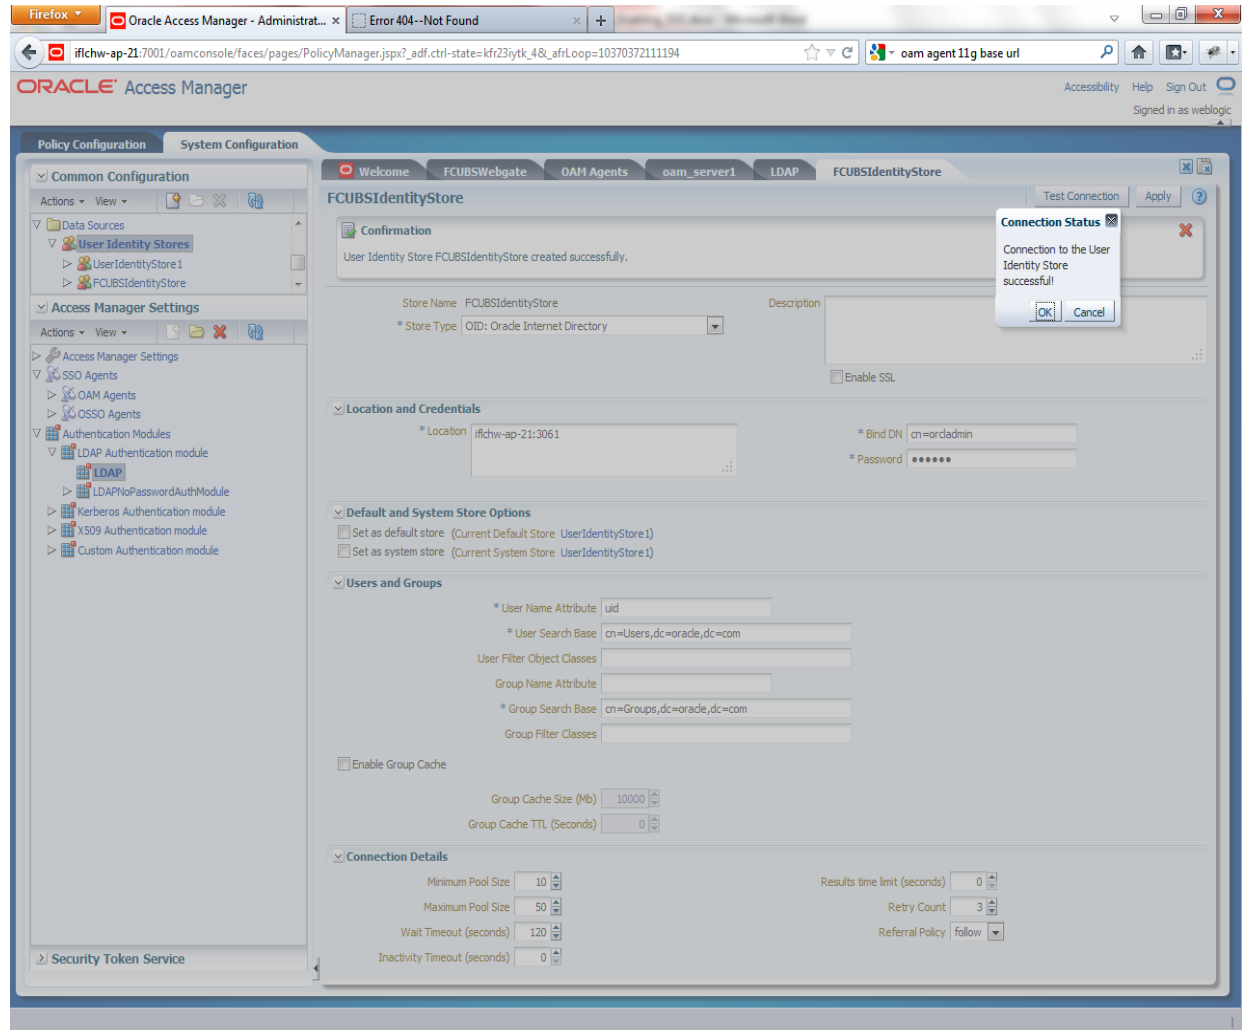 Firefox
Oracle Access Manager - Administrat... ×
Error 404--Not Found ×
+
iflchw-ap-21:7001/oamconsole/faces/pages/PolicyManager.jspx?_adf.ctrl-state=kfr23iytk_4&_afrLoop=10370372111194
oam agent 11g base url
ORACLE Access Manager
Accessibility Help Sign Out
Signed in as weblogic
Policy Configuration
System Configuration
Common Configuration
Actions View
Data Sources
User Identity Stores
UserIdentityStore1
FCUBSIdentityStore
Access Manager Settings
Actions View
Access Manager Settings
SSO Agents
OAM Agents
OSSO Agents
Authentication Modules
LDAP Authentication module
LDAP
LDAPNoPasswordAuthModule
Kerberos Authentication module
X509 Authentication module
Custom Authentication module
Security Token Service
Welcome
FCUBSWebgate
OAM Agents
oam_server1
LDAP
FCUBSIdentityStore
FCUBSIdentityStore
Test Connection
Apply
Confirmation
User Identity Store FCUBSIdentityStore created successfully.
Connection Status
Connection to the User
Identity Store
successful!
OK
Cancel
Store Name FCUBSIdentityStore
Description
* Store Type OID: Oracle Internet Directory
Enable SSL
Location and Credentials
* Location iflchw-ap-21:3061
* Bind DN cn=orcladmin
* Password ●●●●●●
Default and System Store Options
Set as default store (Current Default Store UserIdentityStore1)
Set as system store (Current System Store UserIdentityStore1)
Users and Groups
* User Name Attribute uid
* User Search Base cn=Users,dc=oracle,dc=com
User Filter Object Classes
Group Name Attribute
* Group Search Base cn=Groups,dc=oracle,dc=com
Group Filter Classes
Enable Group Cache
Group Cache Size (Mb) 10000
Group Cache TTL (Seconds) 0
Connection Details
Minimum Pool Size 10
Results time limit (seconds) 0
Maximum Pool Size 50
Retry Count 3
Wait Timeout (seconds) 120
Referral Policy follow
Inactivity Timeout (seconds) 0